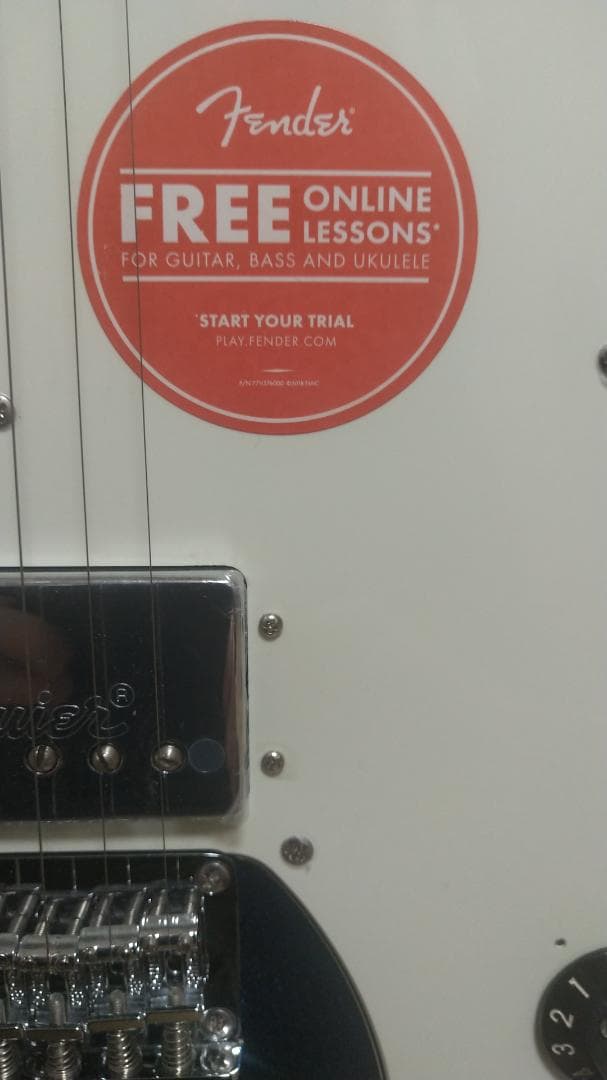 Fender®
FREE ONLINE LESSONS*
FOR GUITAR, BASS AND UKULELE
*START YOUR TRIAL
PLAY.FENDER.COM
®
1
2
3